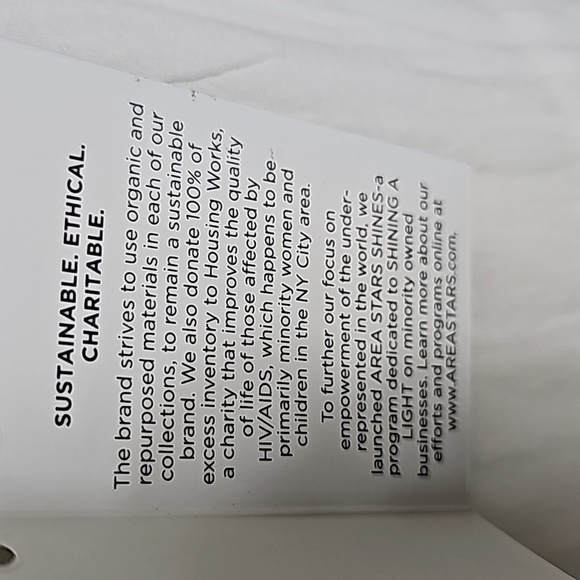 SUSTAINABLE. ETHICAL.
CHARITABLE.
The brand strives to use organic and
repurposed materials in each of our
collections, to remain a sustainable
brand. We also donate 100% of
excess inventory to Housing Works,
a charity that improves the quality
of life of those affected by
HIV/AIDS, which happens to be
primarily minority women and
children in the NY City area.
To further our focus on
empowerment of the under-
represented in the world, we
launched AREA STARS SHINES-a
program dedicated to SHINING A
LIGHT on minority owned
businesses. Learn more about our
efforts and programs online at
www.AREASTARS.com.